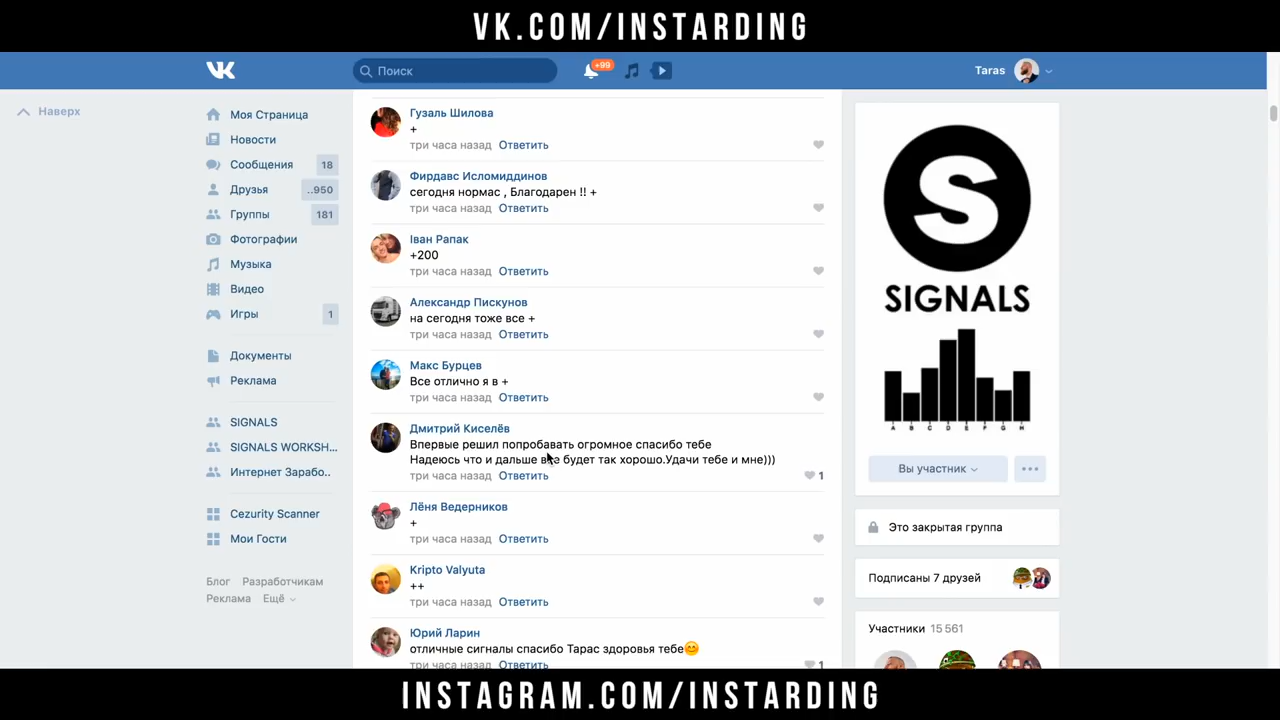 VK.COM/INSTARDING
Поиск
+99
Taras
Наверх
Моя Страница
Новости
Сообщения 18
Друзья ..950
Группы 181
Фотографии
Музыка
Видео
Игры 1
Документы
Реклама
SIGNALS
SIGNALS WORKSH...
Интернет Зарабо..
Cezurity Scanner
Мои Гости
Блог Разработчикам
Реклама Ещё
Гузаль Шилова
+
три часа назад Ответить
Фирдавс Исломиддинов
сегодня нормас , Благодарен !! +
три часа назад Ответить
Іван Рапак
+200
три часа назад Ответить
Александр Пискунов
на сегодня тоже все +
три часа назад Ответить
Макс Бурцев
Все отлично я в +
три часа назад Ответить
Дмитрий Киселёв
Впервые решил попробавать огромное спасибо тебе
Надеюсь что и дальше все будет так хорошо.Удачи тебе и мне)))
три часа назад Ответить 1
Лёня Ведерников
+
три часа назад Ответить
Kripto Valyuta
++
три часа назад Ответить
Юрий Ларин
отличные сигналы спасибо Тарас здоровья тебе😊
три часа назад Ответить 1
S
SIGNALS
A B C D E F G H
Вы участник
Это закрытая группа
Подписаны 7 друзей
Участники 15 561
INSTAGRAM.COM/INSTARDING